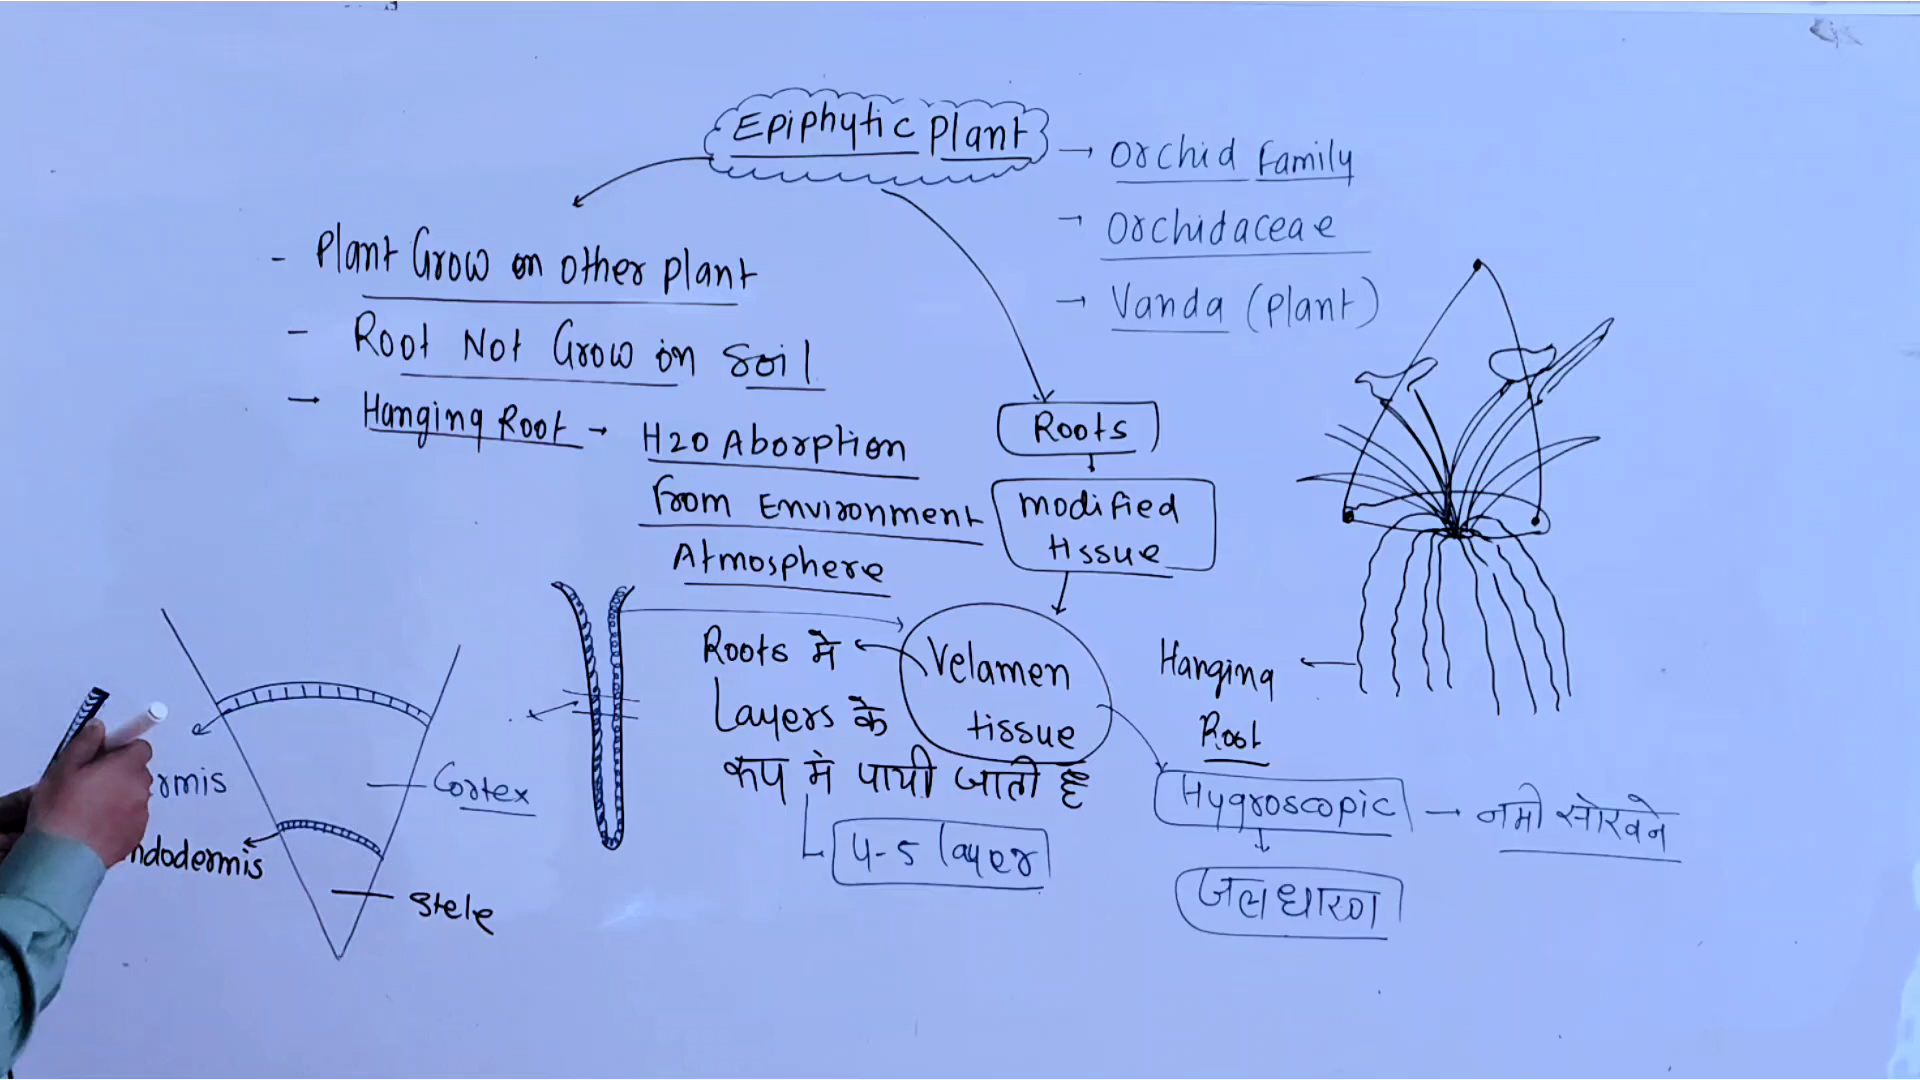 Epiphytic Plant
→ Orchid Family
→ Orchidaceae
→ Vanda (Plant)
- Plant Grow on other plant
- Root Not Grow on Soil
→ Hanging Root → H2O Aborption
from Environment
Atmosphere
Roots
modified
tissue
Velamen
tissue
Roots मे
Layers के
रूप मे पायी जाती है
4-5 layer
Hanging
Root
Hygroscopic → नमी सोखने
जलधारण
rmis
Cortex
ndodermis
Stele